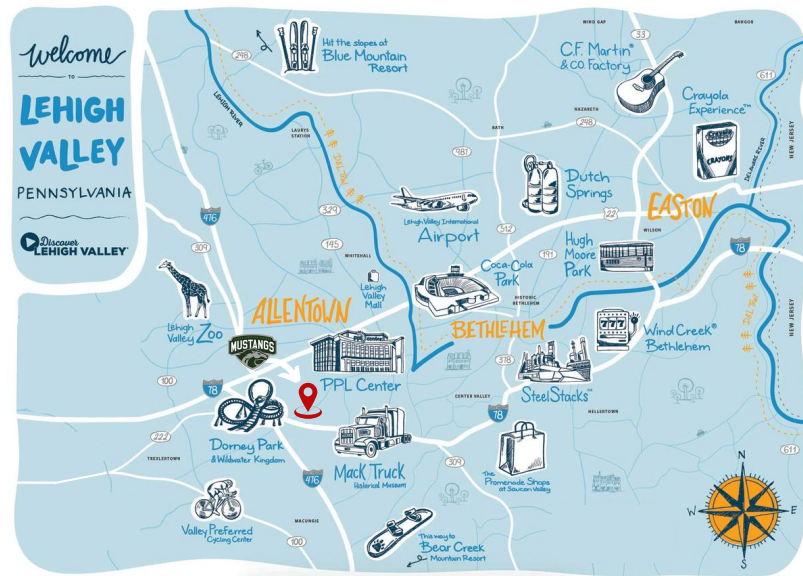 welcome
TO
LEHIGH
VALLEY
PENNSYLVANIA
Discover
LEHIGH VALLEY
Hit the slopes at
Blue Mountain
Resort
WIND GAP
BANGOR
33
C.F. Martin®
& CO. Factory
611
248
LEHIGH RIVER
LAURYS
STATION
BATH
NAZARETH
248
Crayola
Experience™
Crayola
CRAYONS
NEW JERSEY
DELAWARE RIVER
D&L TRAIL
987
329
Dutch
Springs
Lehigh Valley International
Airport
512
22
EASTON
WILSON
476
309
145
WHITEHALL
191
Hugh
Moore
Park
78
Lehigh
Valley
Mall
Coca-Cola
Park
HISTORIC
BETHLEHEM
D&L TRAIL
NEW JERSEY
Lehigh
Valley Zoo
ALLENTOWN
BETHLEHEM
Wind Creek®
Bethlehem
MUSTANGS
PPL Center
378
SteelStacks™
100
78
CENTER VALLEY
78
HELLERTOWN
Dorney Park
& Wildwater Kingdom
222
TREXLERTOWN
Mack Truck
Historical Museum
309
The
Promenade Shops
at Saucon Valley
611
476
Valley Preferred
Cycling Center
MACUNGIE
100
This way to
Bear Creek
Mountain Resort
N
W
E
S